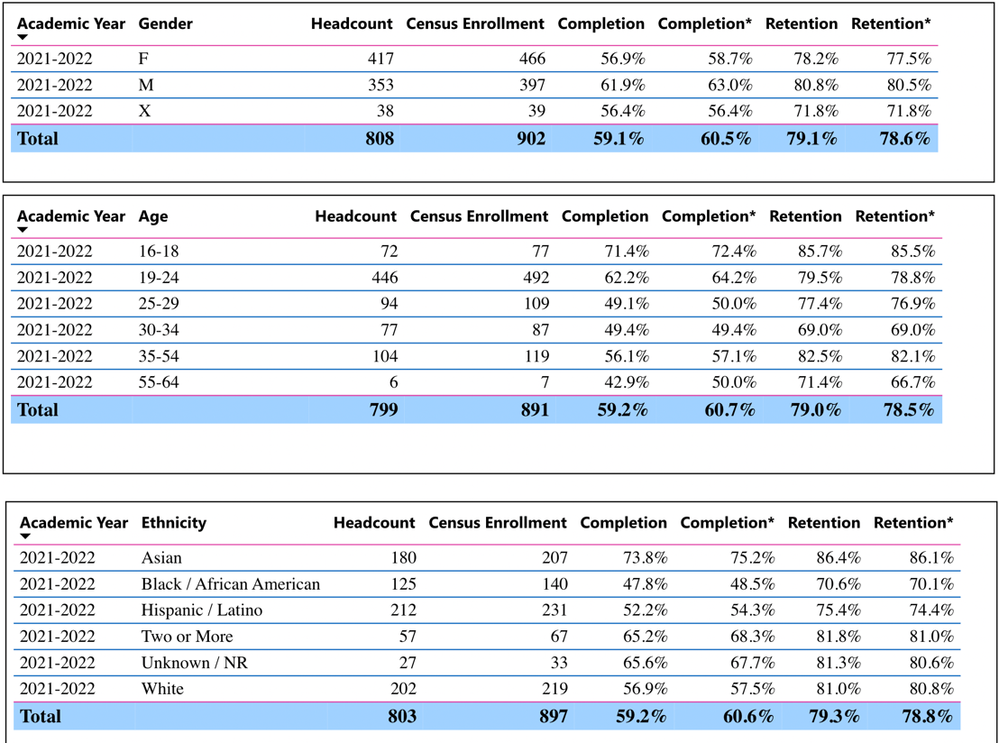 Academic Year Gender Headcount Census Enrollment Completion Completion* Retention Retention*
2021-2022 F 417 466 56.9% 58.7% 78.2% 77.5%
2021-2022 M 353 397 61.9% 63.0% 80.8% 80.5%
2021-2022 X 38 39 56.4% 56.4% 71.8% 71.8%
Total 808 902 59.1% 60.5% 79.1% 78.6%
Academic Year Age Headcount Census Enrollment Completion Completion* Retention Retention*
2021-2022 16-18 72 77 71.4% 72.4% 85.7% 85.5%
2021-2022 19-24 446 492 62.2% 64.2% 79.5% 78.8%
2021-2022 25-29 94 109 49.1% 50.0% 77.4% 76.9%
2021-2022 30-34 77 87 49.4% 49.4% 69.0% 69.0%
2021-2022 35-54 104 119 56.1% 57.1% 82.5% 82.1%
2021-2022 55-64 6 7 42.9% 50.0% 71.4% 66.7%
Total 799 891 59.2% 60.7% 79.0% 78.5%
Academic Year Ethnicity Headcount Census Enrollment Completion Completion* Retention Retention*
2021-2022 Asian 180 207 73.8% 75.2% 86.4% 86.1%
2021-2022 Black / African American 125 140 47.8% 48.5% 70.6% 70.1%
2021-2022 Hispanic / Latino 212 231 52.2% 54.3% 75.4% 74.4%
2021-2022 Two or More 57 67 65.2% 68.3% 81.8% 81.0%
2021-2022 Unknown / NR 27 33 65.6% 67.7% 81.3% 80.6%
2021-2022 White 202 219 56.9% 57.5% 81.0% 80.8%
Total 803 897 59.2% 60.6% 79.3% 78.8%